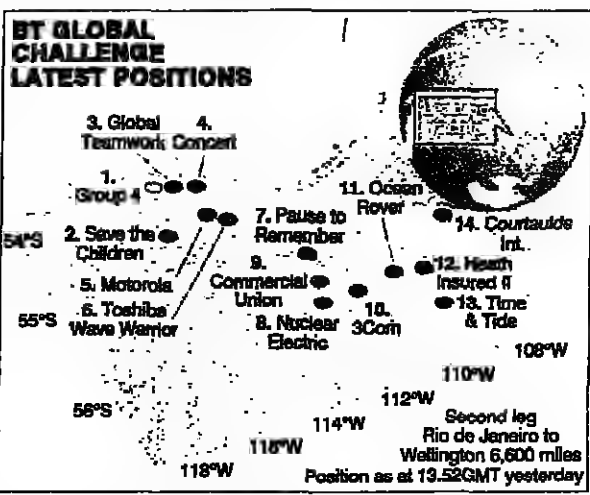 BT GLOBAL
CHALLENGE
LATEST POSITIONS
3. Global
Teamwork
4.
Concert
1.
Group 4
2. Save the
Children
5. Motorola
6. Toshiba
Wave Warrior
7. Pause to
Remember
9.
Commercial
Union
8. Nuclear
Electric
10.
3Com
11. Ocean
Rover
12. Heath
Insured II
13. Time
& Tide
14. Courtaulds
Int.
54°S
55°S
56°S
118°W
116°W
114°W
112°W
110°W
108°W
Second leg
Rio de Janeiro to
Wellington 6,600 miles
Position as at 13.52GMT yesterday